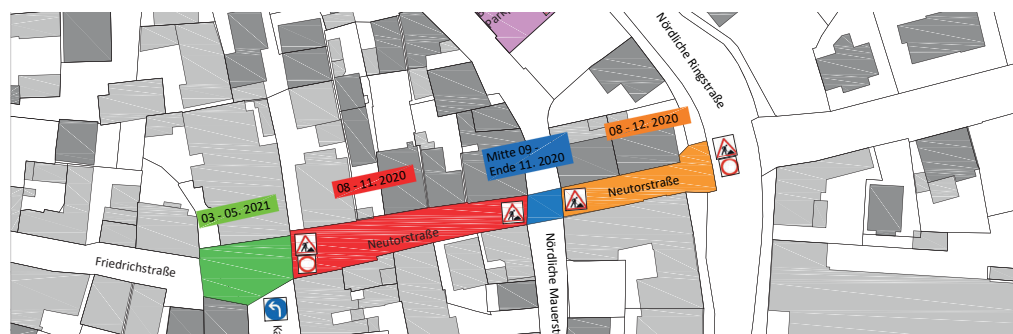 Park
Nördliche Ringstraße
08 - 12. 2020
Mitte 09 -
Ende 11. 2020
08 - 11. 2020
03 - 05. 2021
Neutorstraße
Neutorstraße
Friedrichstraße
Nördliche Mauerst